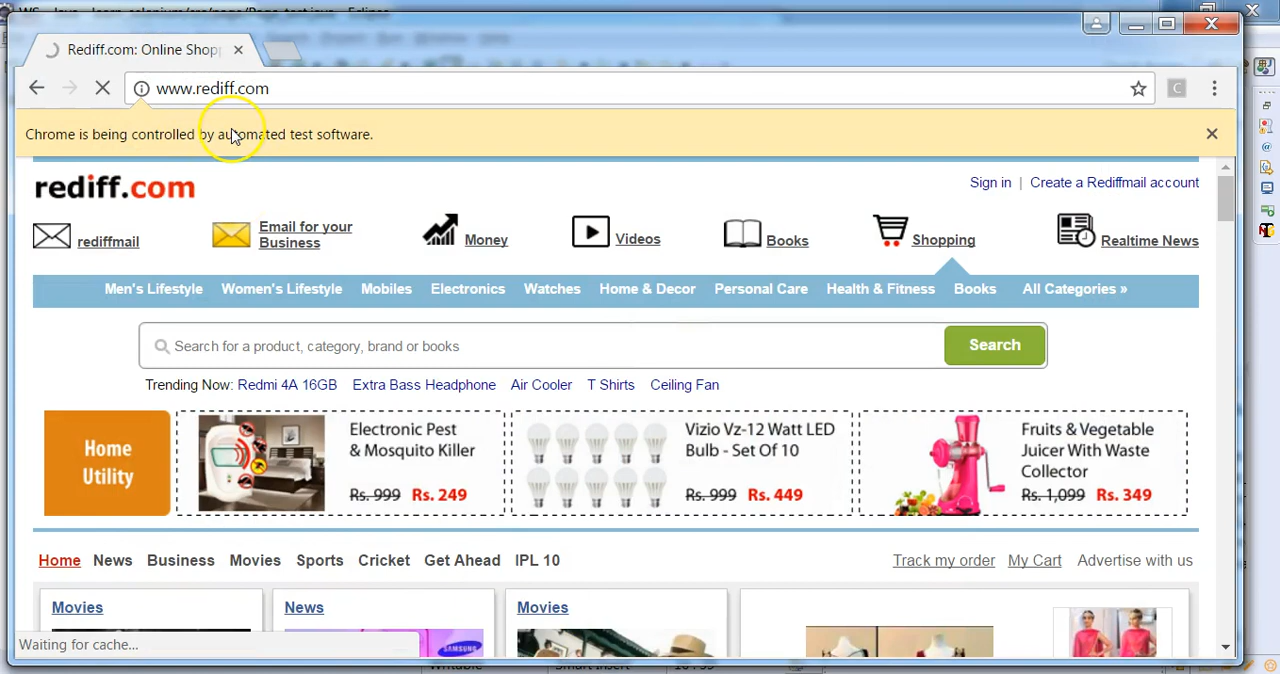 Rediff.com: Online Shop
www.rediff.com
Chrome is being controlled by automated test software.
rediff.com
Sign in | Create a Rediffmail account
rediffmail
Email for your
Business
Money
Videos
Books
Shopping
Realtime News
Men's Lifestyle Women's Lifestyle Mobiles Electronics Watches Home & Decor Personal Care Health & Fitness Books All Categories »
Search for a product, category, brand or books
Search
Trending Now: Redmi 4A 16GB Extra Bass Headphone Air Cooler T Shirts Ceiling Fan
Home
Utility
Electronic Pest
& Mosquito Killer
Rs. 999 Rs. 249
Vizio Vz-12 Watt LED
Bulb - Set Of 10
Rs. 999 Rs. 449
Fruits & Vegetable
Juicer With Waste
Collector
Rs. 1,099 Rs. 349
Home News Business Movies Sports Cricket Get Ahead IPL 10
Track my order My Cart Advertise with us
Movies
News
Movies
SAMSUNG
Waiting for cache...